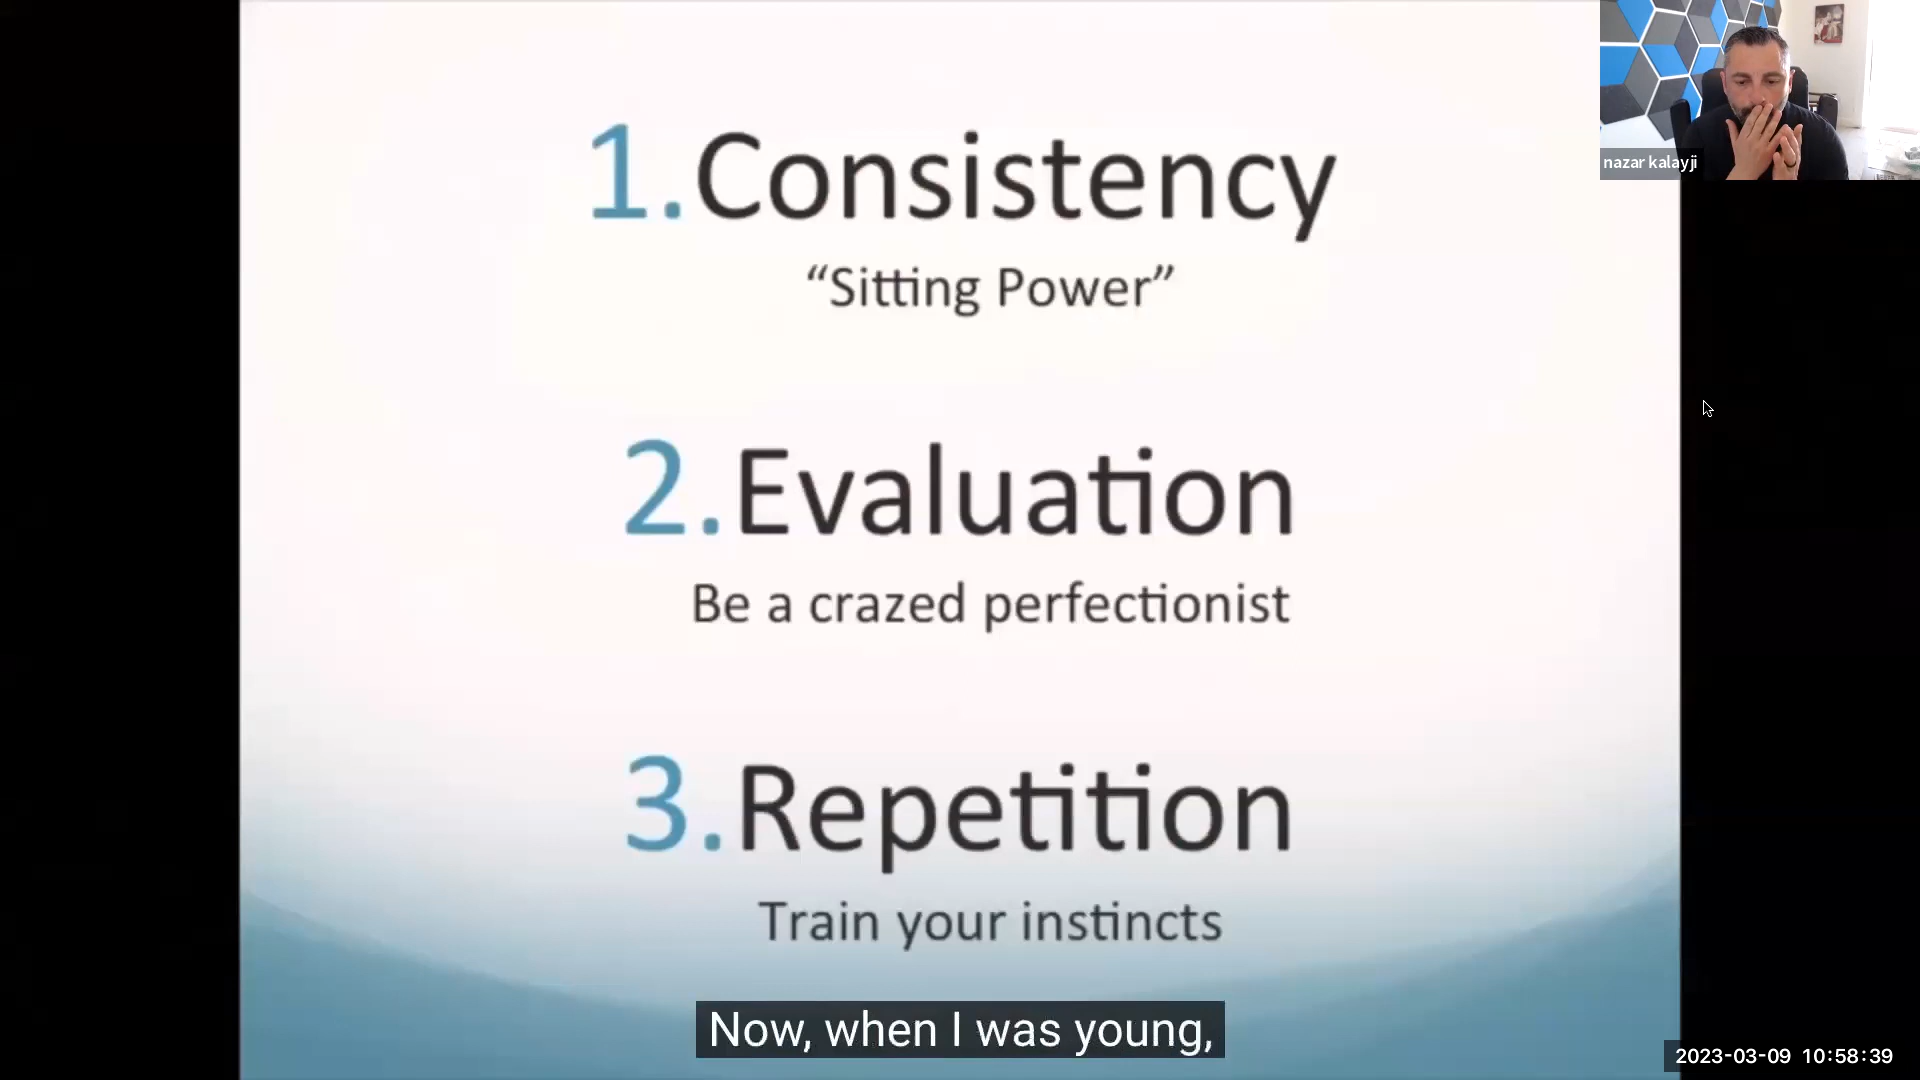 nazar kalayji
1.Consistency
“Sitting Power”
2.Evaluation
Be a crazed perfectionist
3.Repetition
Train your instincts
Now, when I was young,
2023-03-09 10:58:39